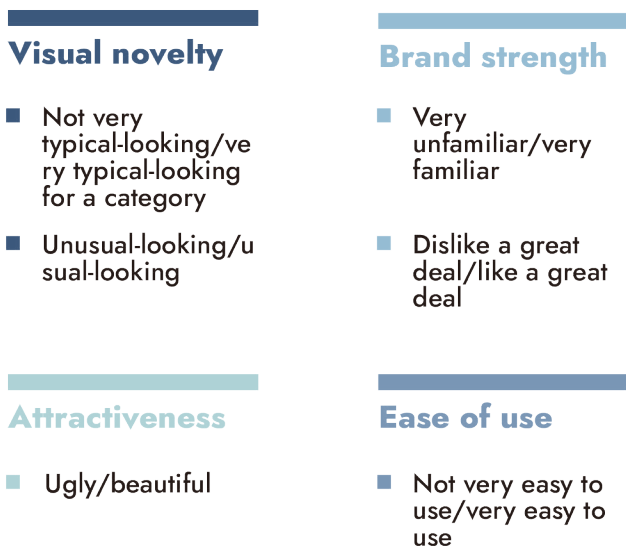 Visual novelty
Not very
typical-looking/ve
ry typical-looking
for a category
Unusual-looking/u
sual-looking
Brand strength
Very
unfamiliar/very
familiar
Dislike a great
deal/like a great
deal
Attractiveness
Ugly/beautiful
Ease of use
Not very easy to
use/very easy to
use